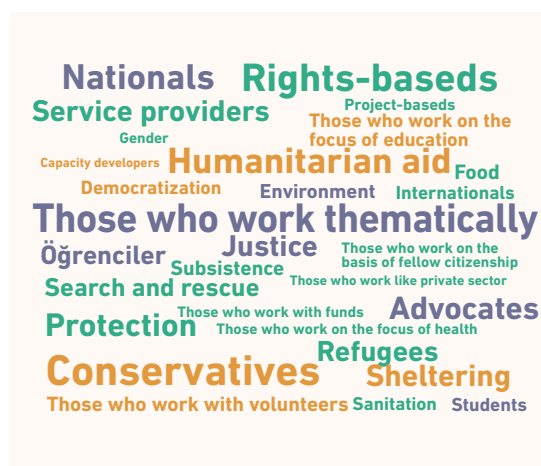 Nationals
Rights-baseds
Service providers
Project-baseds
Those who work on the
focus of education
Gender
Capacity developers
Humanitarian aid
Food
Democratization
Environment
Internationals
Those who work thematically
Öğrenciler
Justice
Those who work on the
basis of fellow citizenship
Subsistence
Search and rescue
Those who work like private sector
Advocates
Those who work with funds
Protection
Those who work on the focus of health
Refugees
Conservatives
Sheltering
Those who work with volunteers
Sanitation
Students